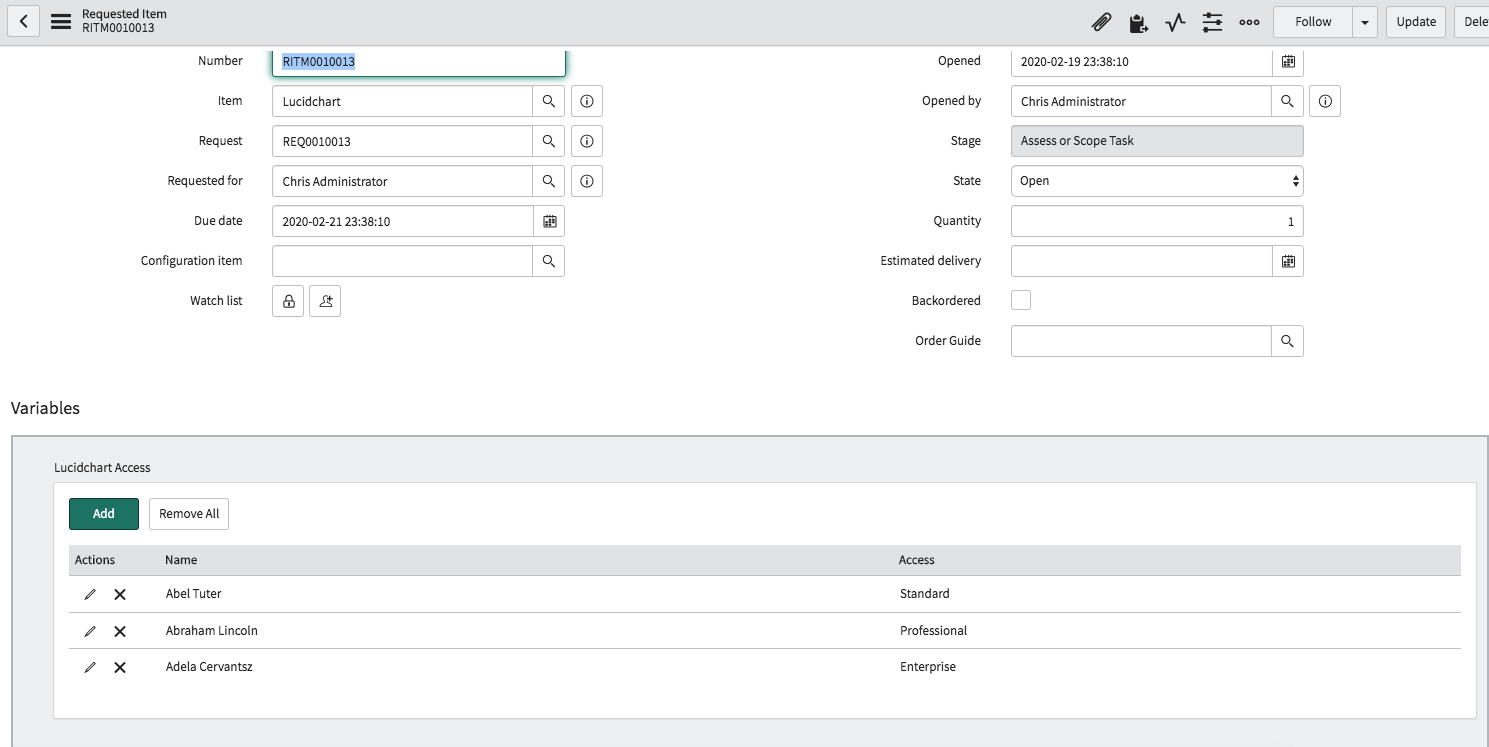 Requested Item
RITM0010013
Follow
Update
Dele
Number RITM0010013
Opened 2020-02-19 23:38:10
Item Lucidchart
Opened by Chris Administrator
Request REQ0010013
Stage Assess or Scope Task
Requested for Chris Administrator
State Open
Due date 2020-02-21 23:38:10
Quantity 1
Configuration item
Estimated delivery
Watch list
Backordered
Order Guide
Variables
Lucidchart Access
Add Remove All
Actions Name Access
Abel Tuter Standard
Abraham Lincoln Professional
Adela Cervantsz Enterprise